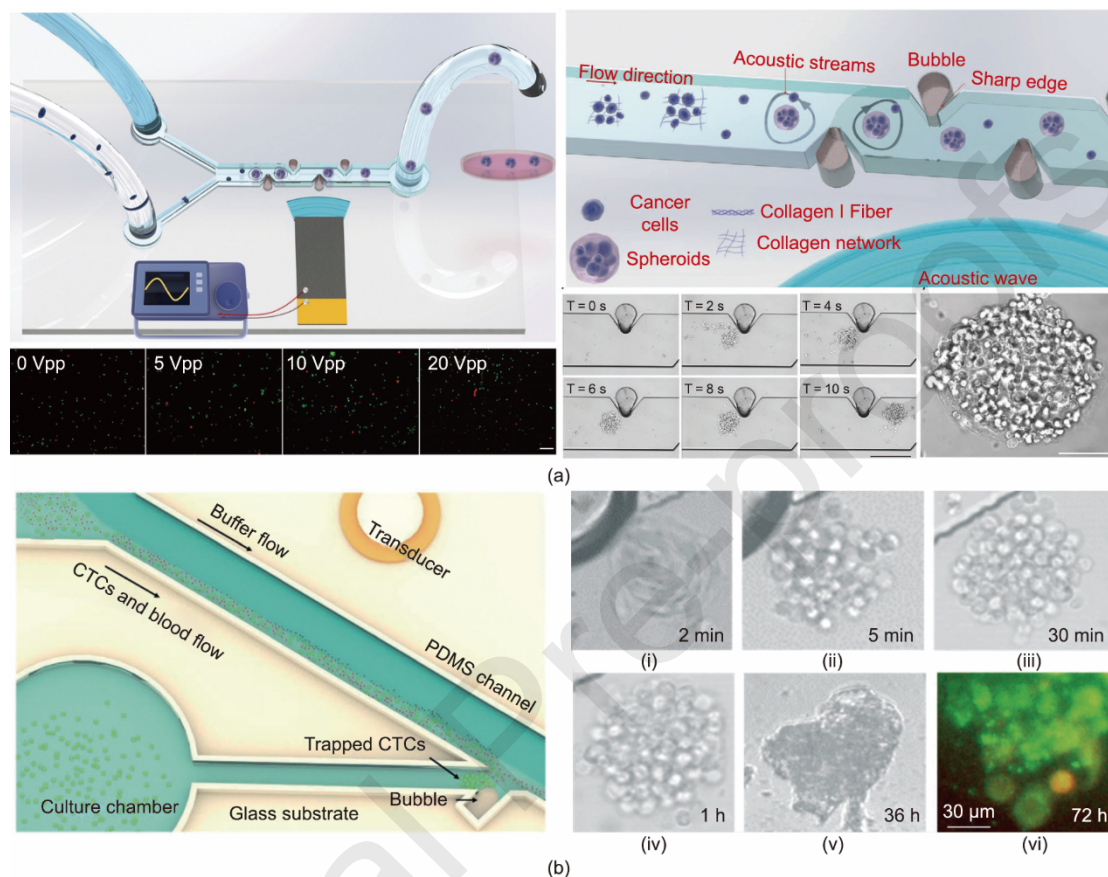 Flow direction
Acoustic streams
Bubble
Sharp edge
Cancer cells
Collagen I Fiber
Spheroids
Collagen network
Acoustic wave
0 Vpp
5 Vpp
10 Vpp
20 Vpp
T = 0 s
T = 2 s
T = 4 s
T = 6 s
T = 8 s
T = 10 s
(a)
Buffer flow
Transducer
CTCs and blood flow
PDMS channel
Trapped CTCs
Bubble
Culture chamber
Glass substrate
2 min
5 min
30 min
(i)
(ii)
(iii)
1 h
36 h
30 µm
72 h
(iv)
(v)
(vi)
(b)